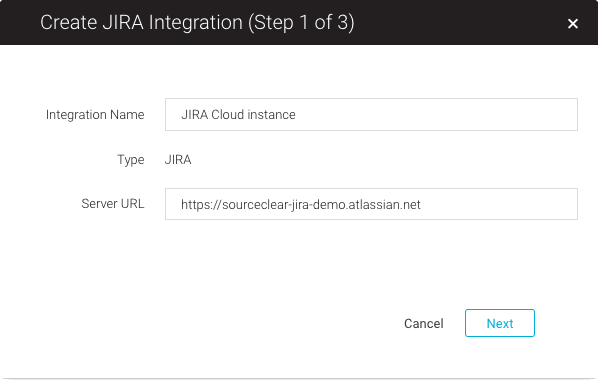 Create JIRA Integration (Step 1 of 3)
Integration Name JIRA Cloud instance
Type JIRA
Server URL https://sourceclear-jira-demo.atlassian.net
Cancel Next